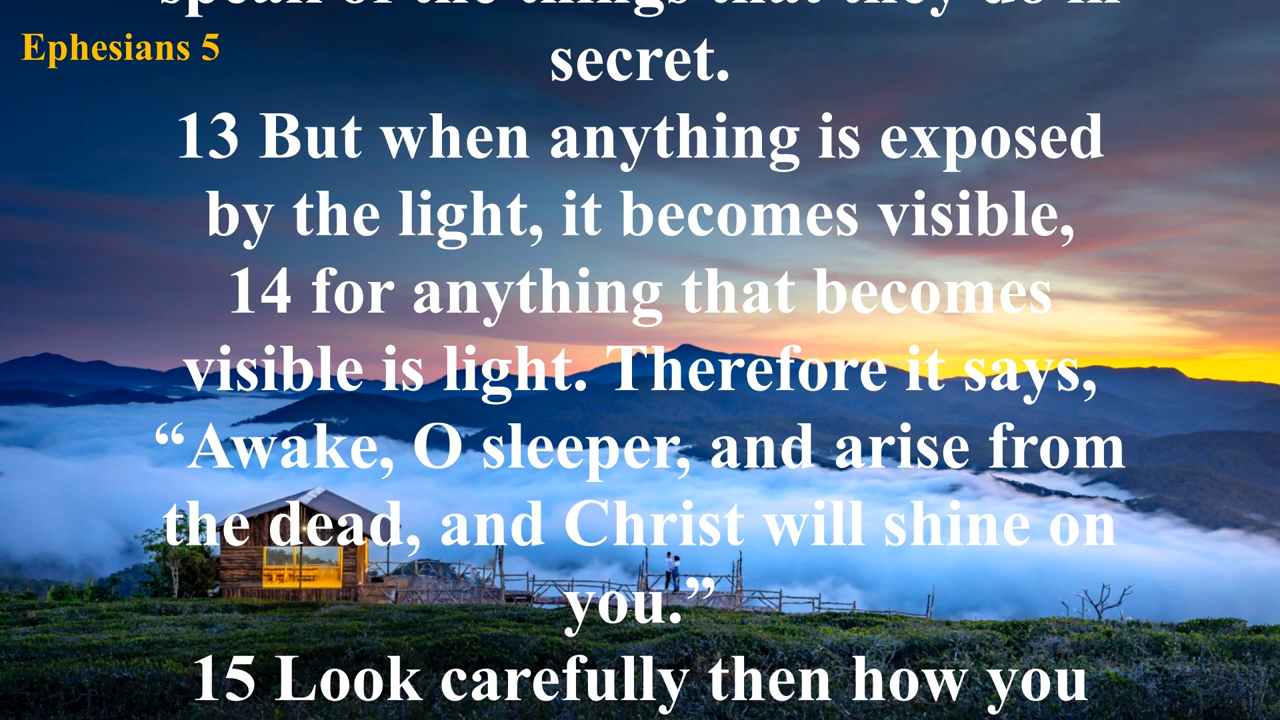 speak of the things that they do in
Ephesians 5
secret.
13 But when anything is exposed
by the light, it becomes visible,
14 for anything that becomes
visible is light. Therefore it says,
“Awake, O sleeper, and arise from
the dead, and Christ will shine on
you.”
15 Look carefully then how you